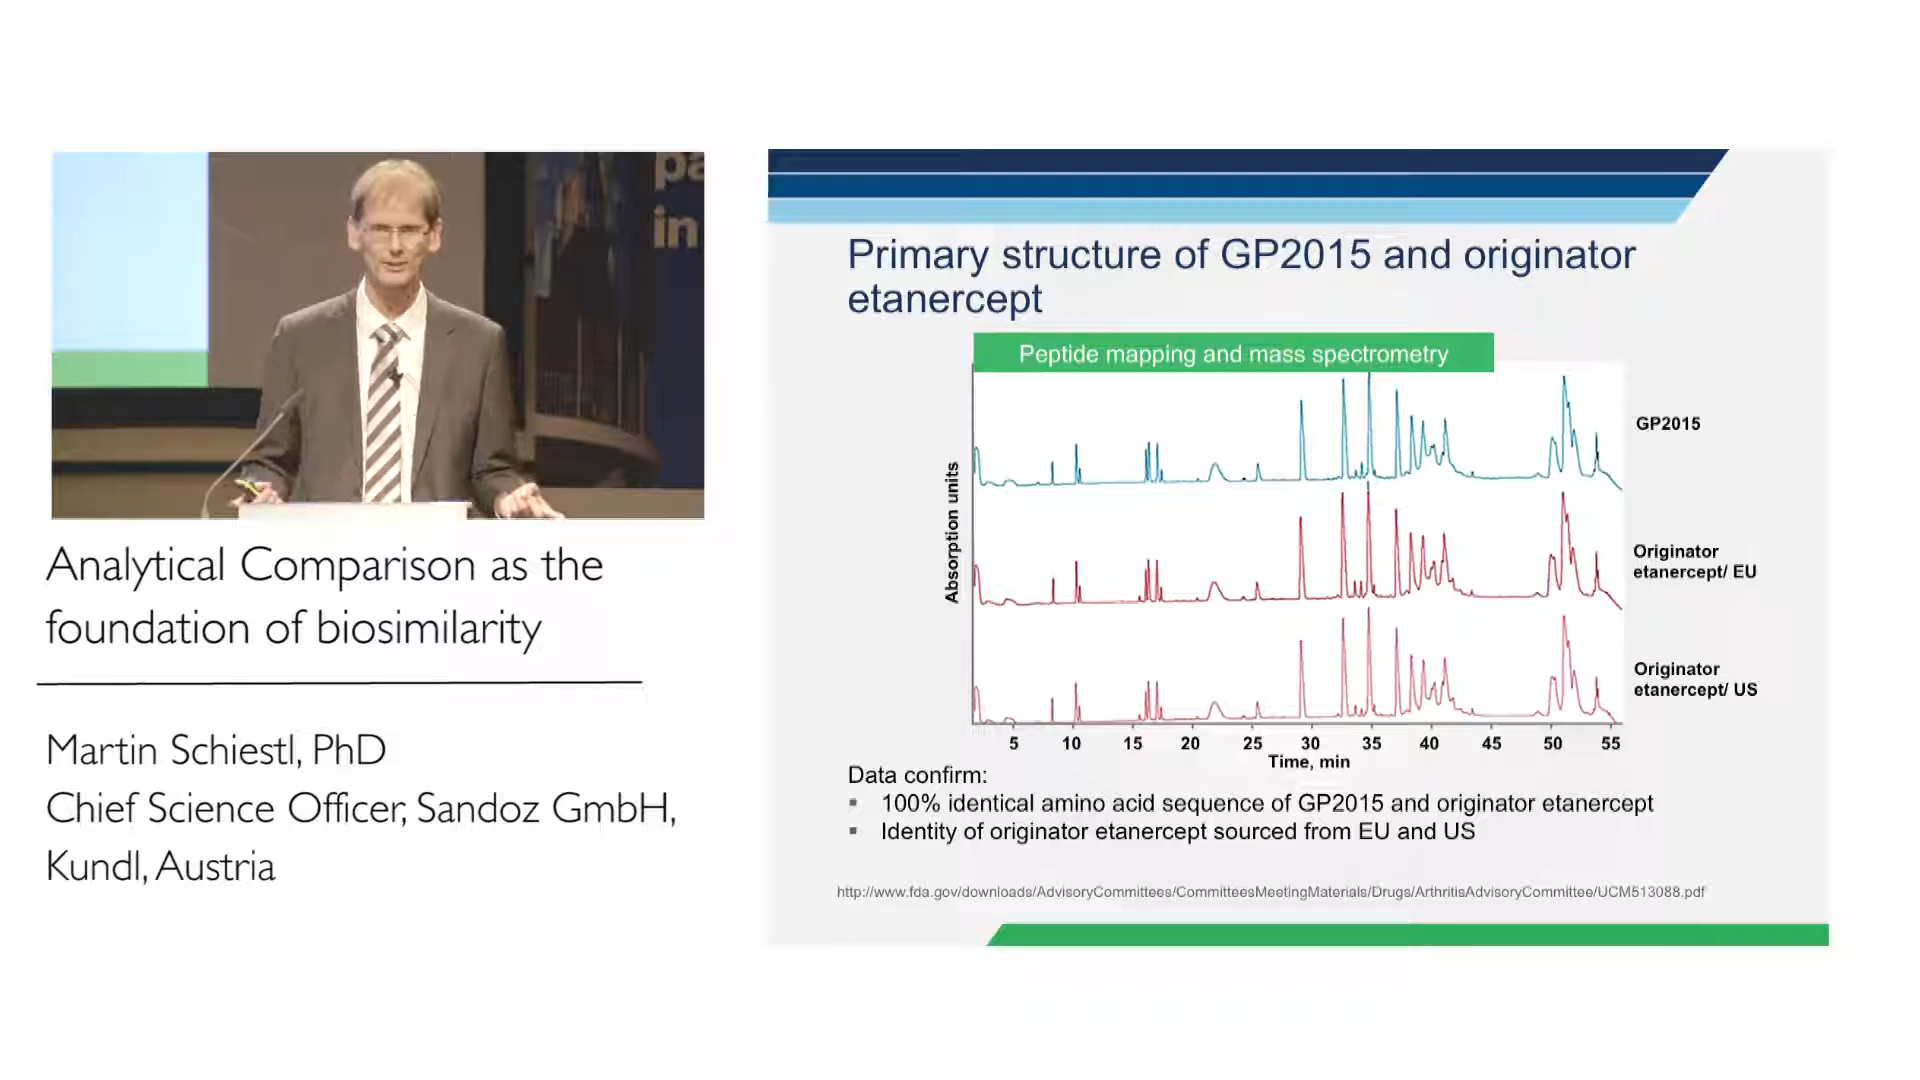 pa
in
Analytical Comparison as the
foundation of biosimilarity
Martin Schiestl, PhD
Chief Science Officer, Sandoz GmbH,
Kundl, Austria
Primary structure of GP2015 and originator
etanercept
Peptide mapping and mass spectrometry
Absorption units
GP2015
Originator
etanercept/ EU
Originator
etanercept/ US
5 10 15 20 25 30 35 40 45 50 55
Time, min
Data confirm:
▪ 100% identical amino acid sequence of GP2015 and originator etanercept
▪ Identity of originator etanercept sourced from EU and US
http://www.fda.gov/downloads/AdvisoryCommittees/CommitteesMeetingMaterials/Drugs/ArthritisAdvisoryCommittee/UCM513088.pdf